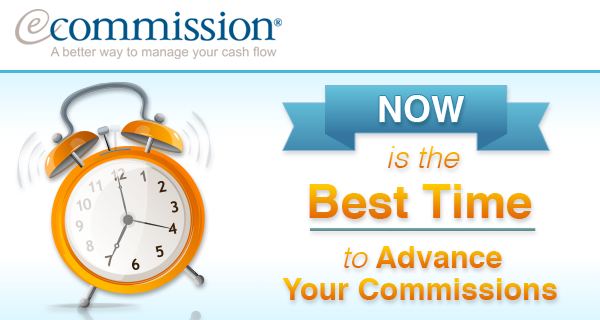 ecommission®
A better way to manage your cash flow
NOW
is the
Best Time
to Advance
Your Commissions
12
1
2
3
4
5
6
7
8
9
10
11